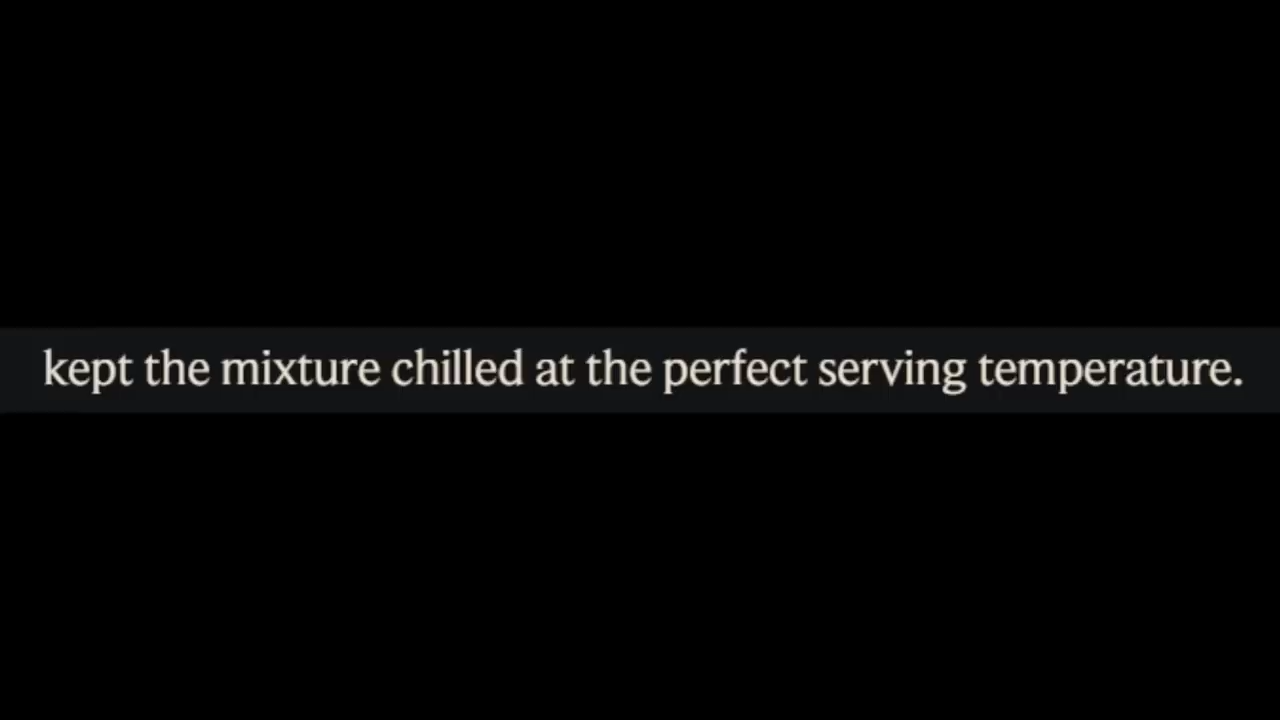 kept the mixture chilled at the perfect serving temperature.